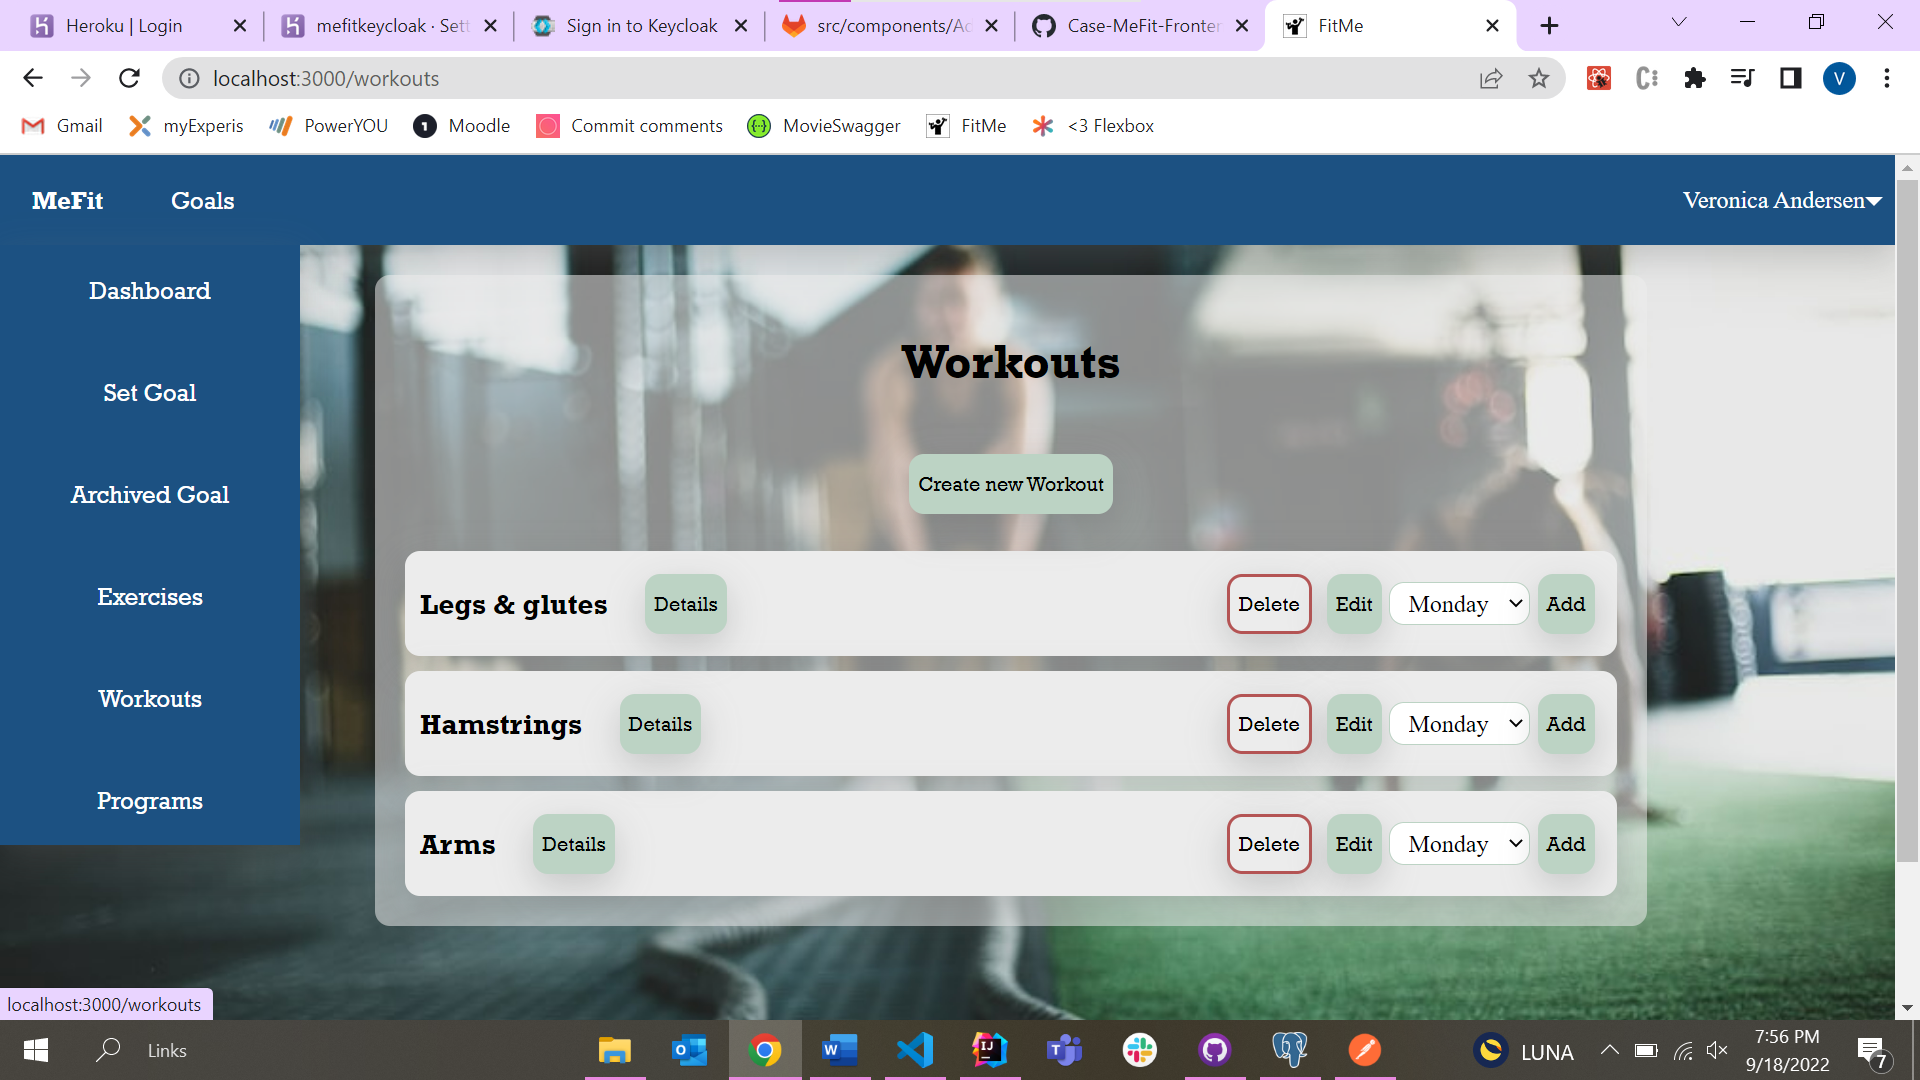 Heroku | Login
mefitkeycloak · Sett
Sign in to Keycloak
src/components/Ad
Case-MeFit-Fronter
FitMe
localhost:3000/workouts
V
Gmail
myExperis
PowerYOU
Moodle
Commit comments
MovieSwagger
FitMe
<3 Flexbox
MeFit
Goals
Veronica Andersen
Dashboard
Set Goal
Archived Goal
Exercises
Workouts
Programs
Workouts
Create new Workout
Legs & glutes
Details
Delete
Edit
Monday
Add
Hamstrings
Details
Delete
Edit
Monday
Add
Arms
Details
Delete
Edit
Monday
Add
localhost:3000/workouts
Links
LUNA
7:56 PM
9/18/2022
7